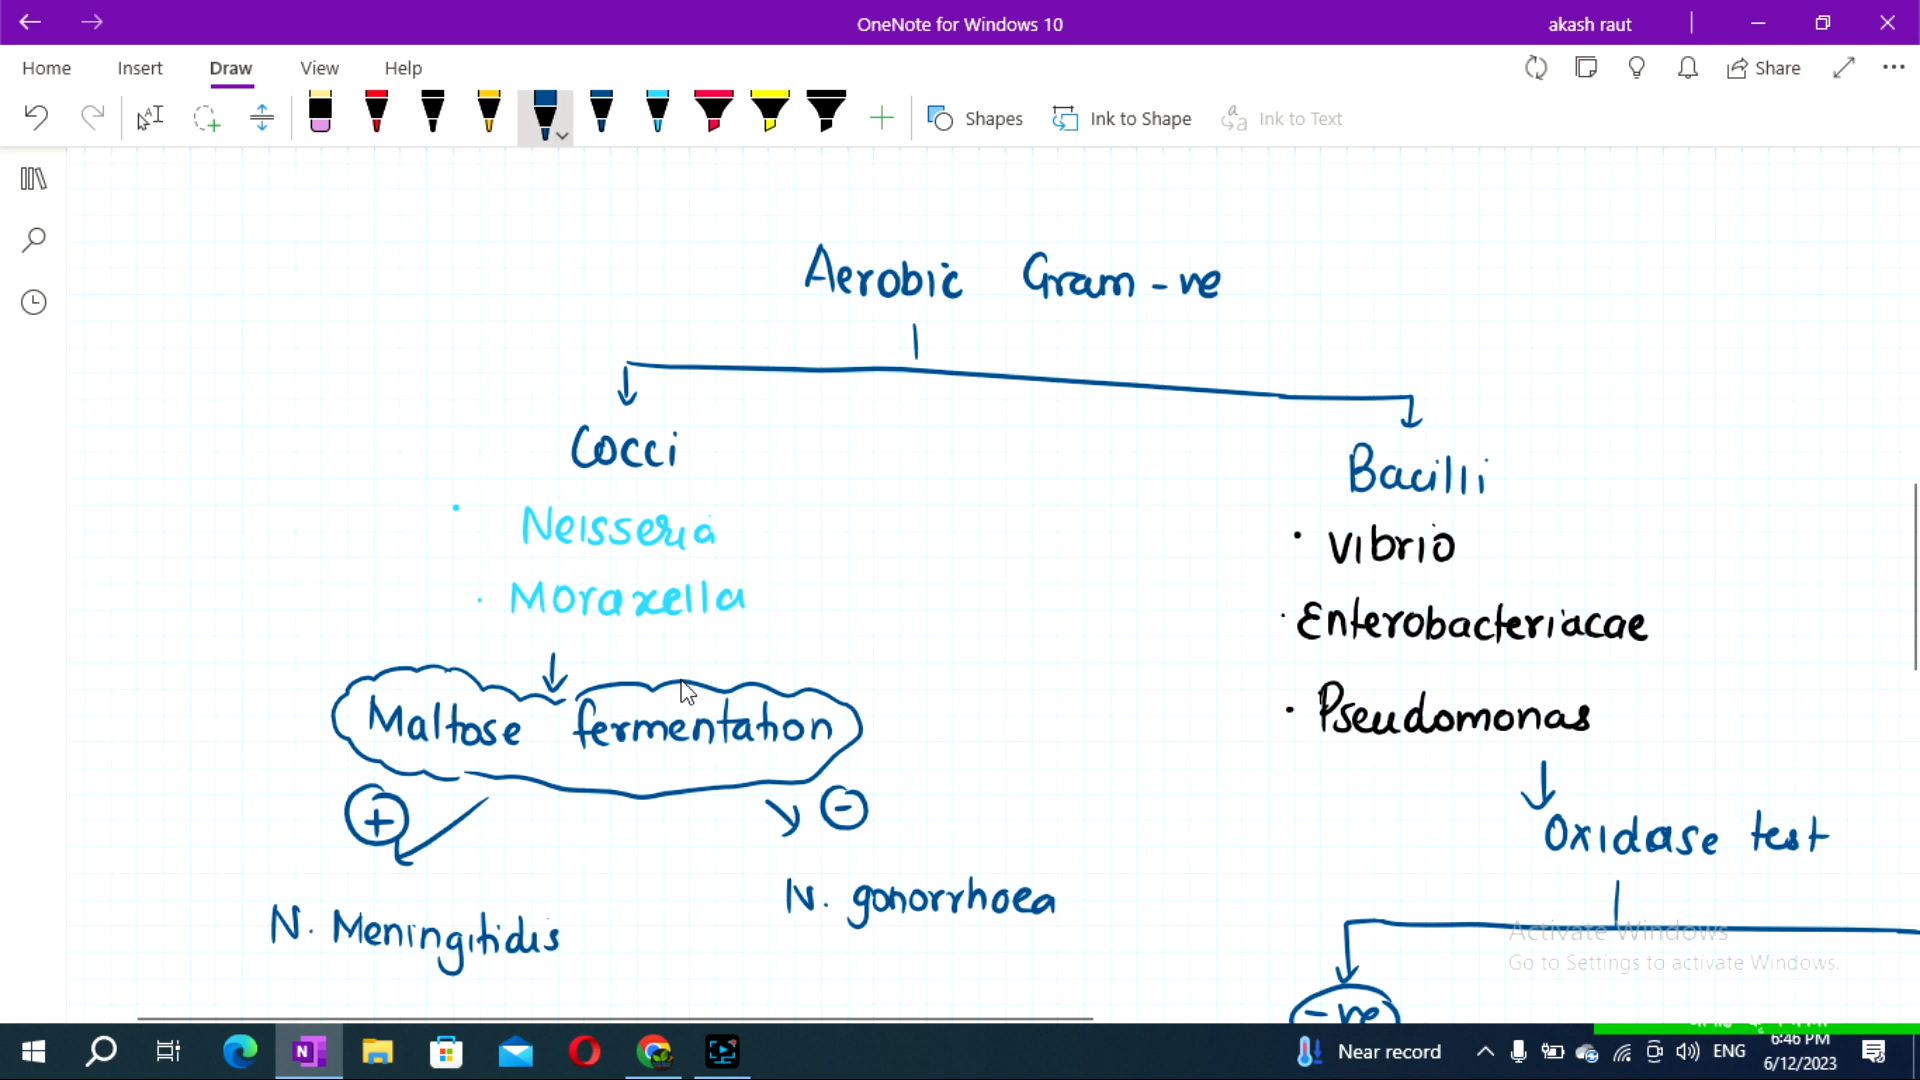 OneNote for Windows 10
akash raut
Home Insert Draw View Help
Share
Shapes Ink to Shape Ink to Text
Aerobic Gram -ve
Cocci
Bacilli
· Neisseria
· vibrio
· Moraxella
· Enterobacteriacae
Maltose fermentation
· Pseudomonas
+ -
Oxidase test
N. gonorrhoea
N. Meningitidis
Activate Windows
Go to Settings to activate Windows.
-ve
Near record
ENG
6:46 PM
6/12/2023